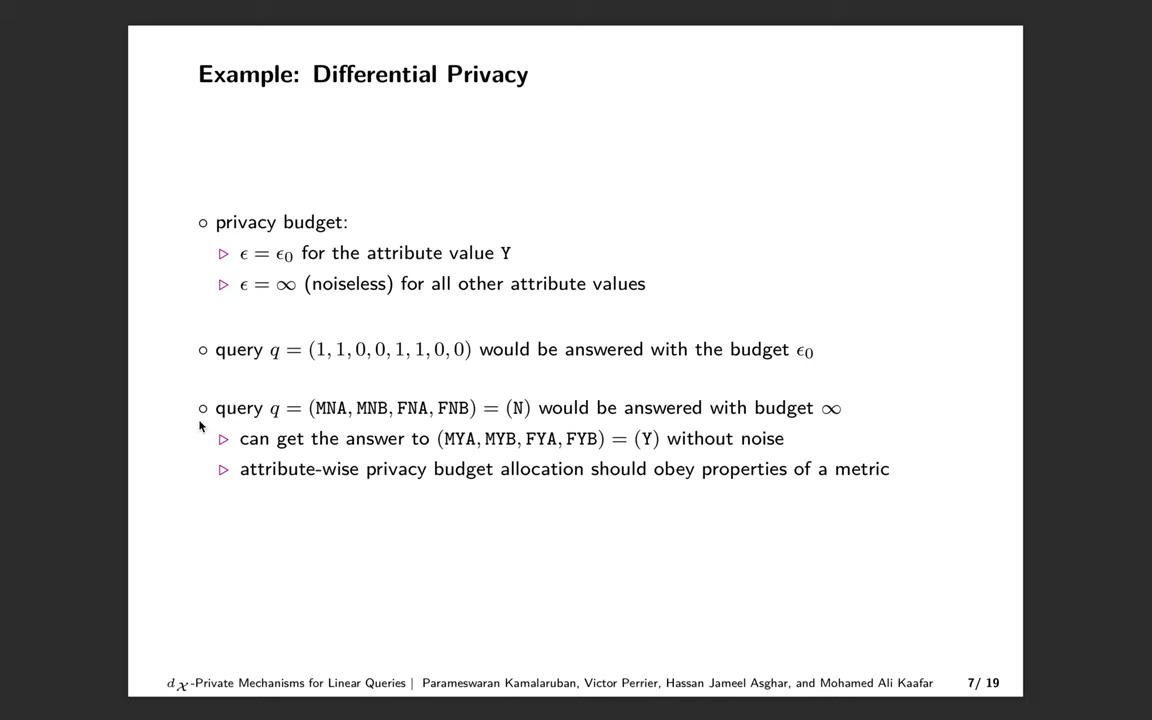 Example: Differential Privacy
○ privacy budget:
▷ ϵ = ϵ₀ for the attribute value Y
▷ ϵ = ∞ (noiseless) for all other attribute values
○ query q = (1, 1, 0, 0, 1, 1, 0, 0) would be answered with the budget ϵ₀
○ query q = (MNA, MNB, FNA, FNB) = (N) would be answered with budget ∞
▷ can get the answer to (MYA, MYB, FYA, FYB) = (Y) without noise
▷ attribute-wise privacy budget allocation should obey properties of a metric
d𝒳-Private Mechanisms for Linear Queries | Parameswaran Kamalaruban, Victor Perrier, Hassan Jameel Asghar, and Mohamed Ali Kaafar 7/ 19